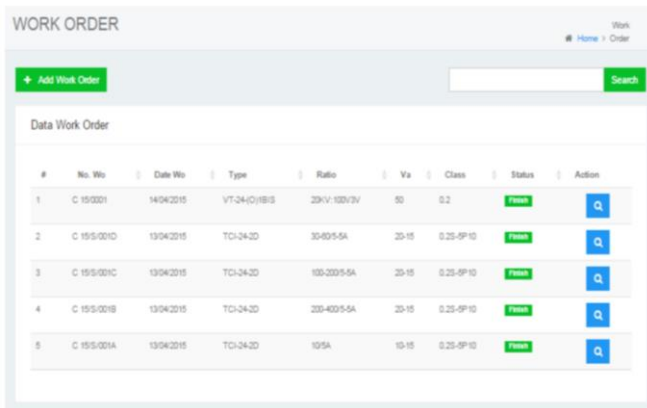 WORK ORDER
Work
Home > Order
+ Add Work Order
Search
Data Work Order
# No. Wo Date Wo Type Ratio Va Class Status Action
1 C 15/0001 14/04/2015 VT-24-(O)1BIS 20KV:100V3V 50 0.2 Finish
2 C 15/S/001D 13/04/2015 TCI-24-2D 30-60/5-5A 20-15 0.2S-5P10 Finish
3 C 15/S/001C 13/04/2015 TCI-24-2D 100-200/5-5A 20-15 0.2S-5P10 Finish
4 C 15/S/001B 13/04/2015 TCI-24-2D 200-400/5-5A 20-15 0.2S-5P10 Finish
5 C 15/S/001A 13/04/2015 TCI-24-2D 10/5A 10-15 0.2S-5P10 Finish